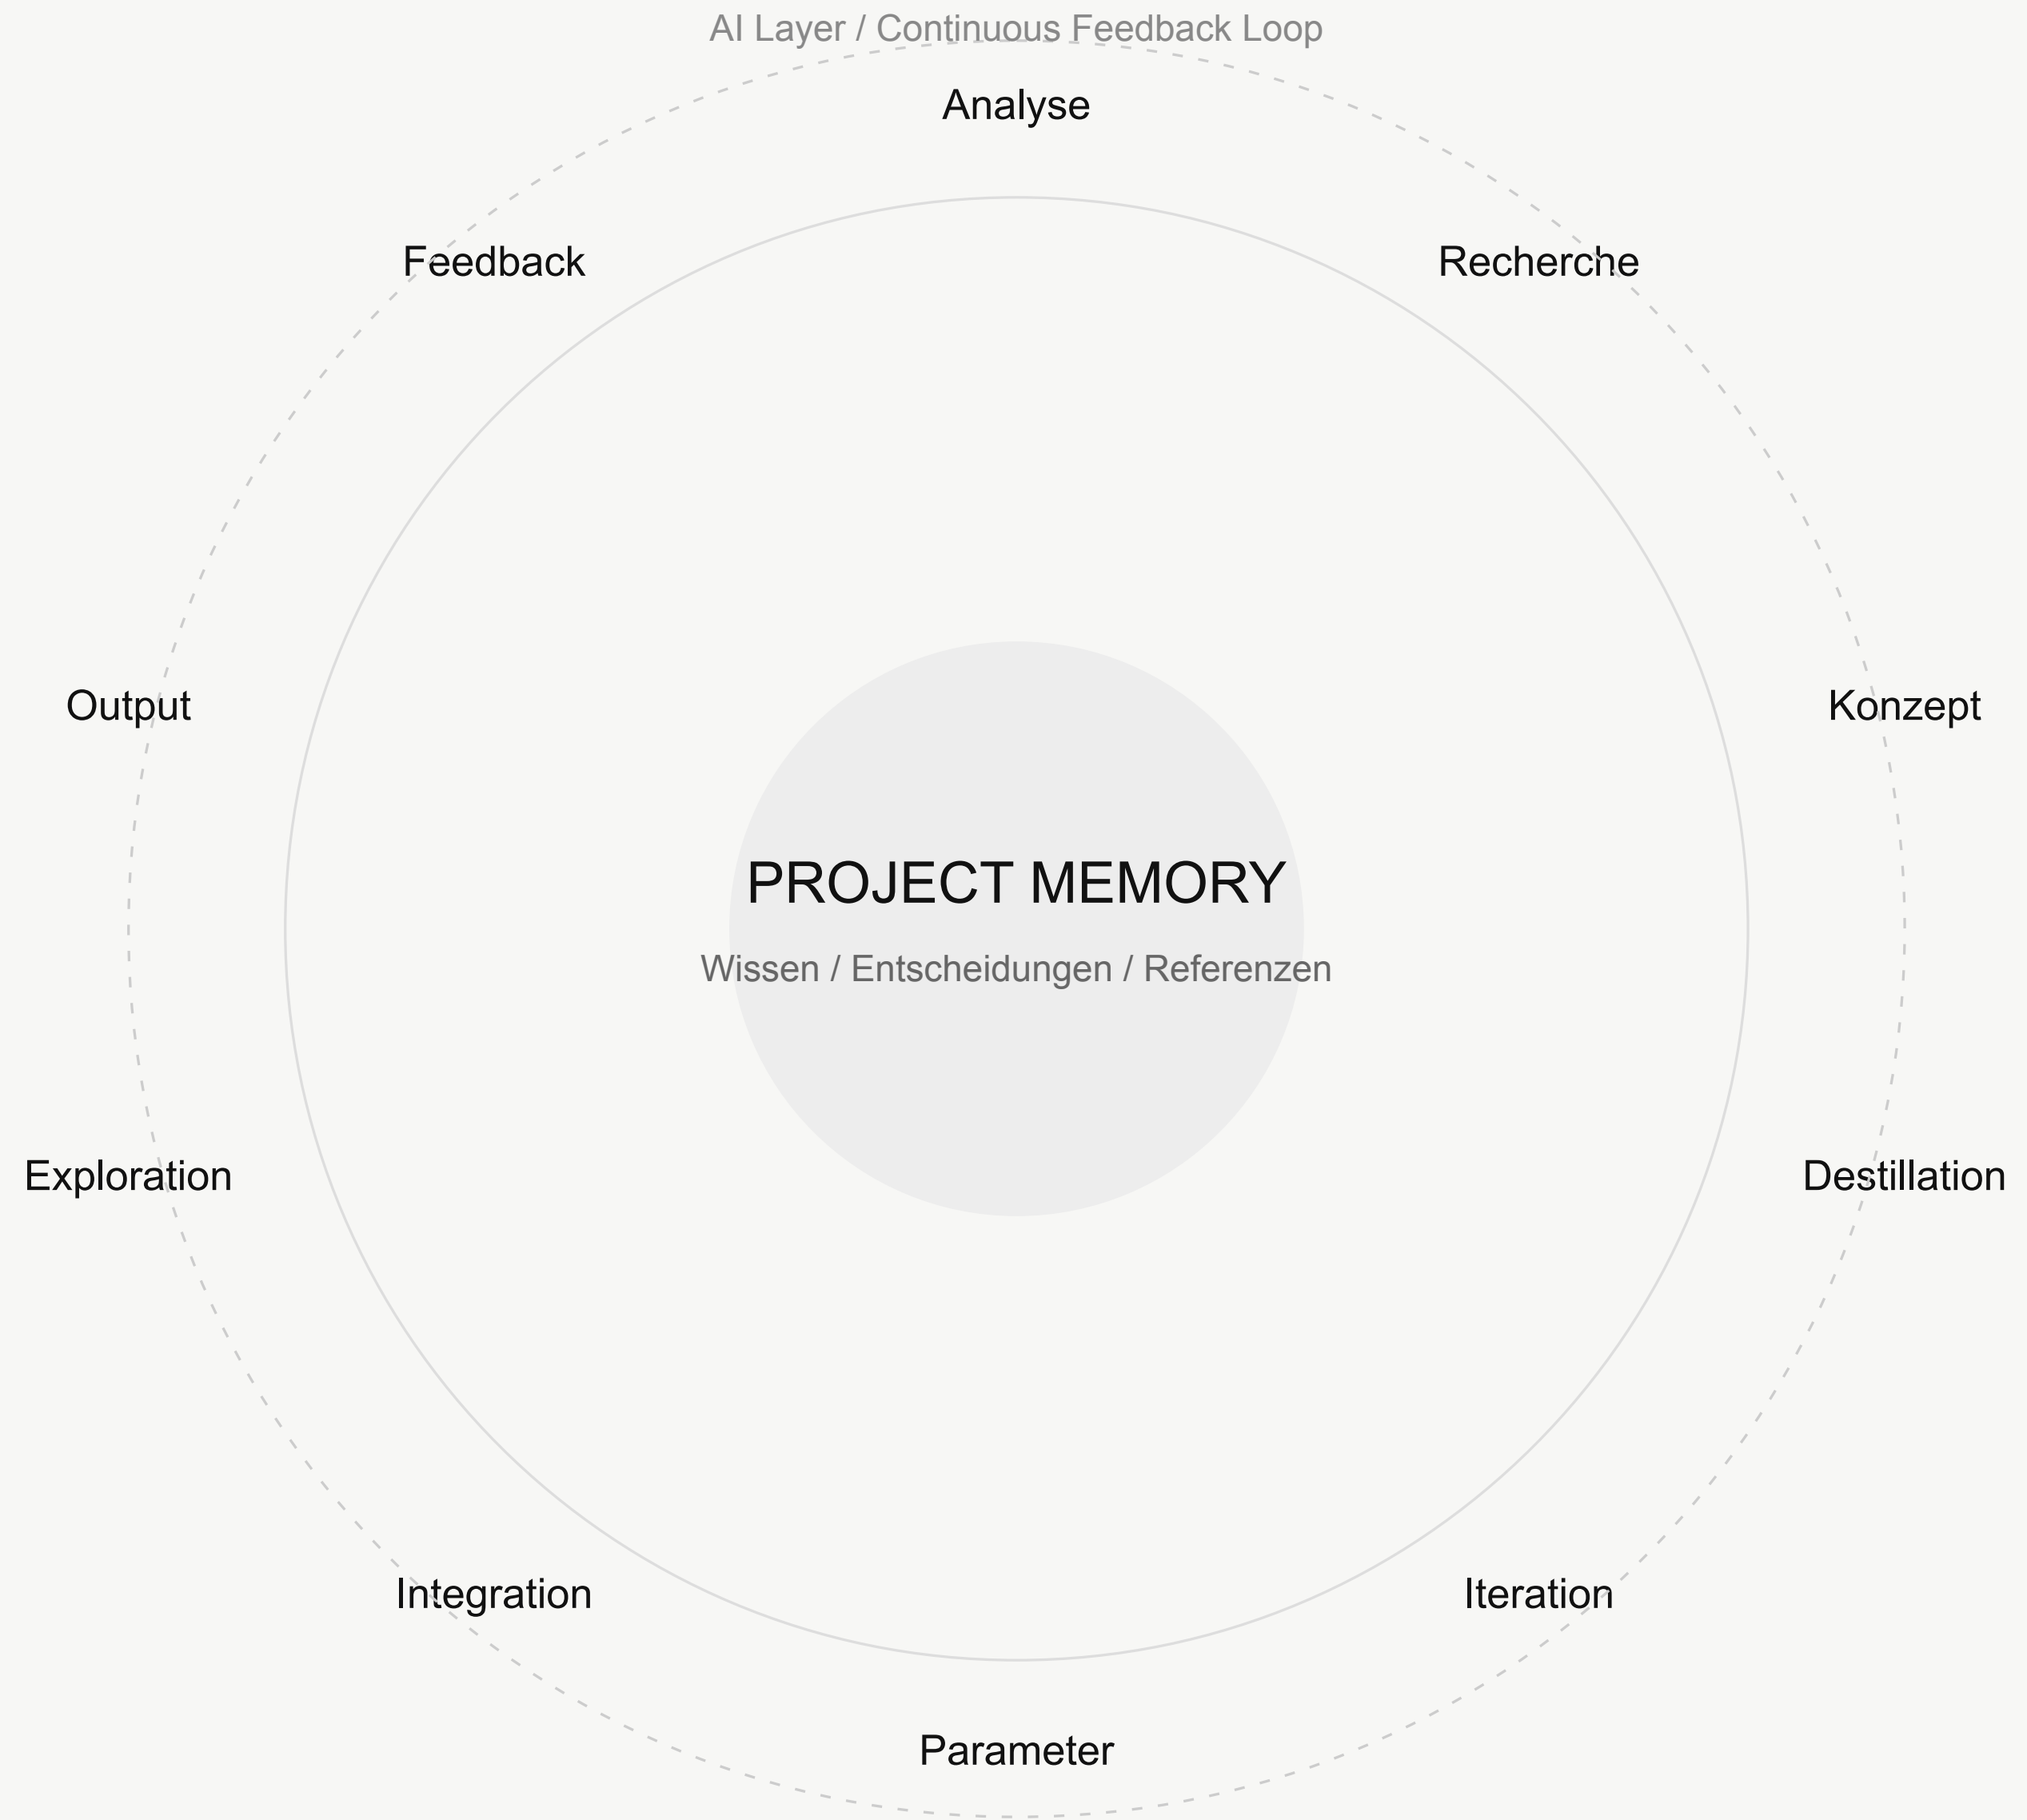 AI Layer / Continuous Feedback Loop
Analyse
Feedback
Recherche
Output
Konzept
PROJECT MEMORY
Wissen / Entscheidungen / Referenzen
Exploration
Destillation
Integration
Iteration
Parameter